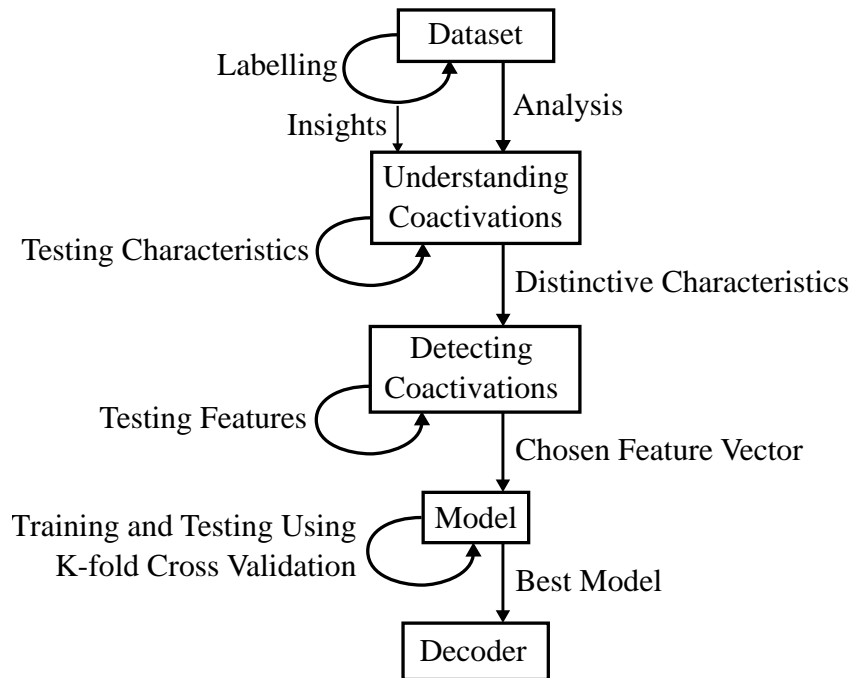 Dataset
Labelling
Analysis
Insights
Understanding
Coactivations
Testing Characteristics
Distinctive Characteristics
Detecting
Coactivations
Testing Features
Chosen Feature Vector
Model
Training and Testing Using
K-fold Cross Validation
Best Model
Decoder